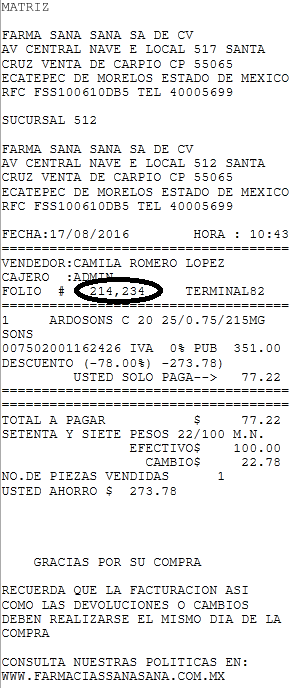 MATRIZ
FARMA SANA SANA SA DE CV
AV CENTRAL NAVE E LOCAL 517 SANTA
CRUZ VENTA DE CARPIO CP 55065
ECATEPEC DE MORELOS ESTADO DE MEXICO
RFC FSS100610DB5 TEL 40005699
SUCURSAL 512
FARMA SANA SANA SA DE CV
AV CENTRAL NAVE E LOCAL 512 SANTA
CRUZ VENTA DE CARPIO CP 55065
ECATEPEC DE MORELOS ESTADO DE MEXICO
RFC FSS100610DB5 TEL 40005699
FECHA:17/08/2016 HORA : 10:43
====================================
VENDEDOR:CAMILA ROMERO LOPEZ
CAJERO :ADMIN
FOLIO # 214,234 TERMINAL82
====================================
1 ARDOSONS C 20 25/0.75/215MG
SONS
007502001162426 IVA 0% PUB 351.00
DESCUENTO (-78.00%) -273.78)
USTED SOLO PAGA--> 77.22
====================================
====================================
TOTAL A PAGAR $ 77.22
SETENTA Y SIETE PESOS 22/100 M.N.
EFECTIVO$ 100.00
CAMBIO$ 22.78
NO.DE PIEZAS VENDIDAS 1
USTED AHORRO $ 273.78
GRACIAS POR SU COMPRA
RECUERDA QUE LA FACTURACION ASI
COMO LAS DEVOLUCIONES O CAMBIOS
DEBEN REALIZARSE EL MISMO DIA DE LA
COMPRA
CONSULTA NUESTRAS POLITICAS EN:
WWW.FARMACIASSANASANA.COM.MX